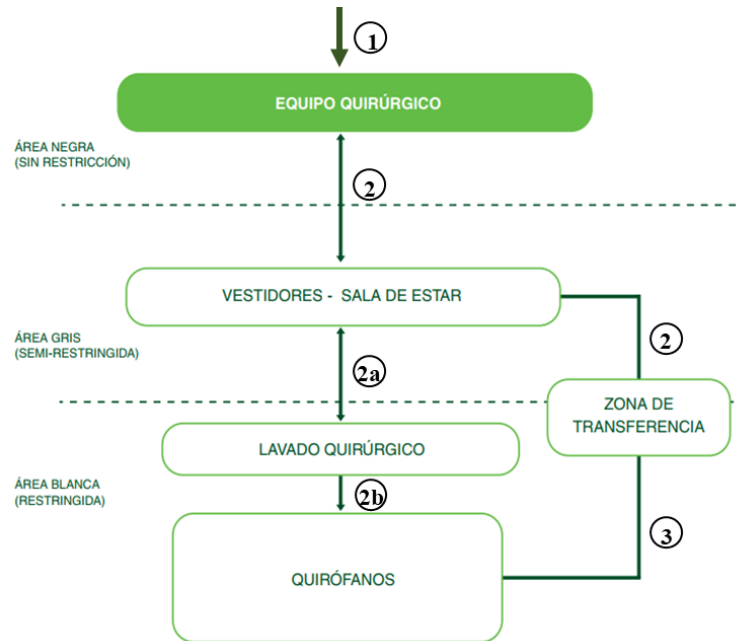 1
EQUIPO QUIRÚRGICO
ÁREA NEGRA
(SIN RESTRICCIÓN)
2
VESTIDORES - SALA DE ESTAR
ÁREA GRIS
(SEMI-RESTRINGIDA)
2
2a
ZONA DE
TRANSFERENCIA
LAVADO QUIRÚRGICO
ÁREA BLANCA
(RESTRINGIDA)
2b
3
QUIRÓFANOS